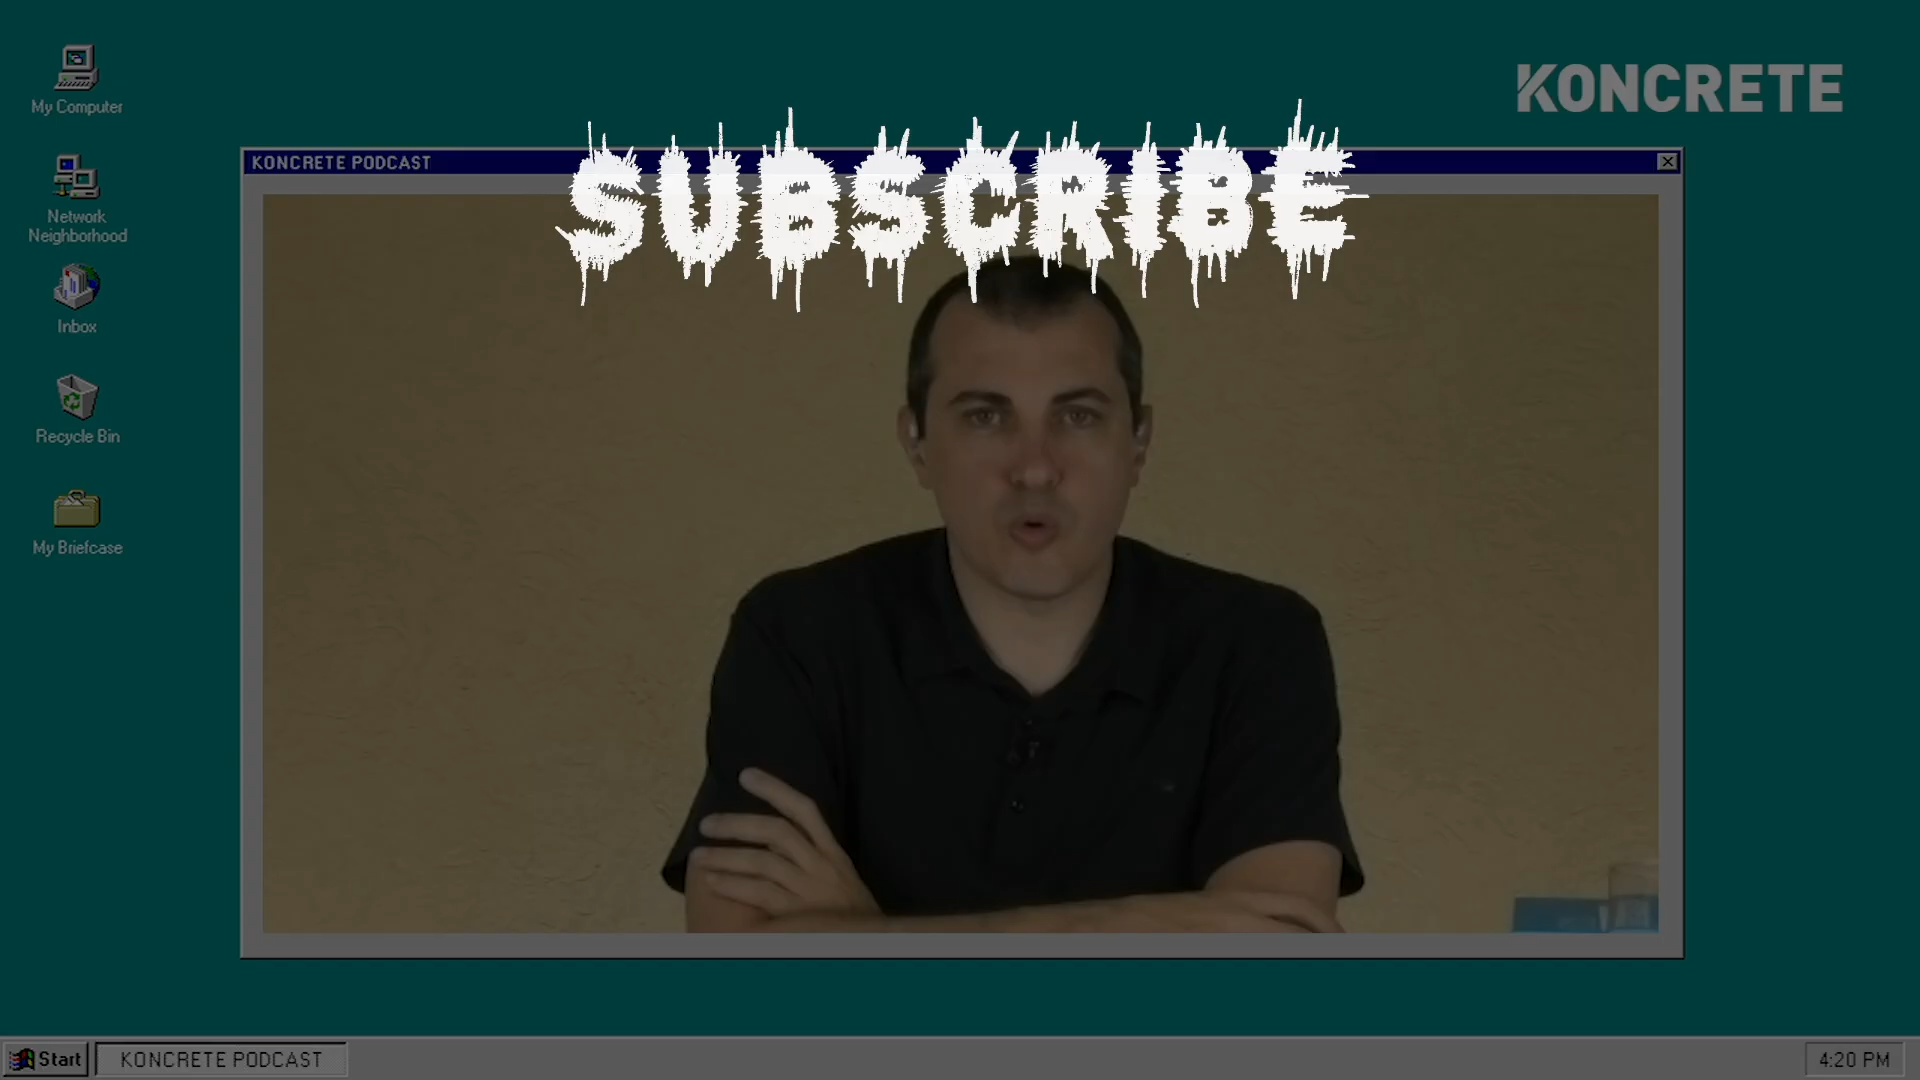 My Computer
KONCRETE
SUBSCRIBE
KONCRETE PODCAST
Network
Neighborhood
Inbox
Recycle Bin
My Briefcase
Start
KONCRETE PODCAST
4:20 PM